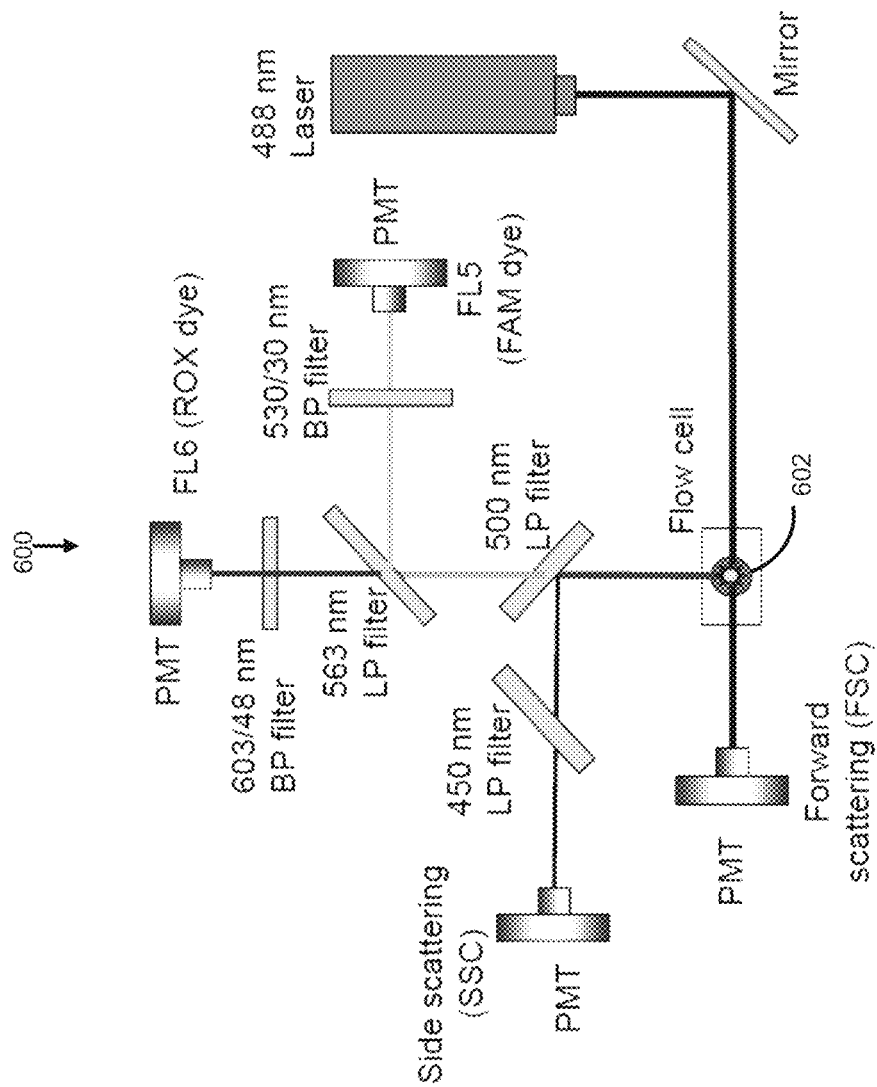 600
FL6 (ROX dye)
PMT
603/48 nm
BP filter
563 nm
LP filter
530/30 nm
BP filter
PMT
FL5
(FAM dye)
488 nm
Laser
Mirror
500 nm
LP filter
450 nm
LP filter
Side scattering
(SSC)
PMT
Flow cell
602
Forward
scattering (FSC)
PMT